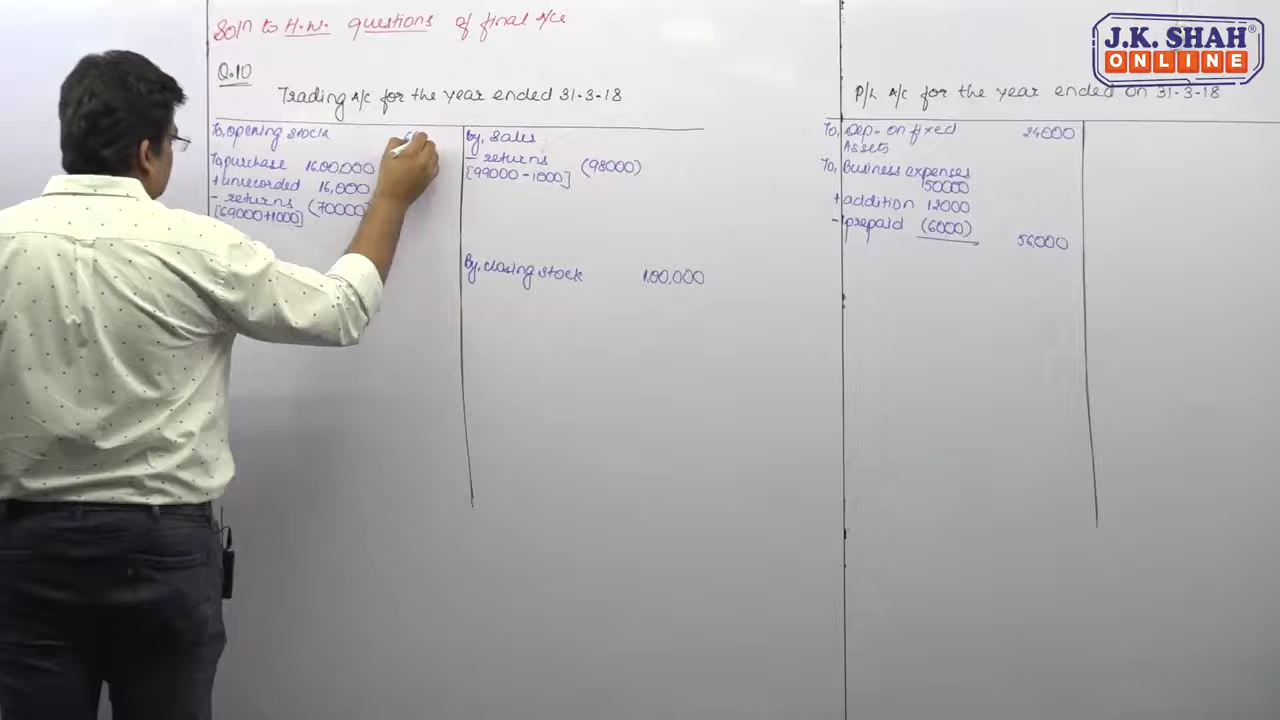 Soln to H.W. questions of final A/cs
J.K. SHAH®
ONLINE
Q.10
Trading A/c for the year ended 31-3-18
P/L A/c for the year ended on 31-3-18
To, opening stock
To, purchase 16,00,000
+ unrecorded 16,000
- returns (70000)
[69000+1000]
by, sales
- returns (98000)
[99000-1000]
by, closing stock 1,00,000
To, Dep. on fixed 24000
Assets
To, Business expenses
50000
+ addition 12000
- prepaid (6000) 56000